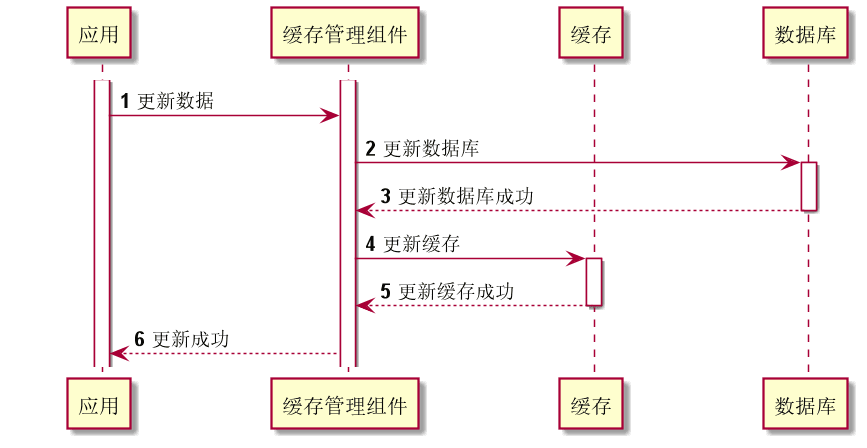 应用 缓存管理组件 缓存 数据库
1 更新数据
2 更新数据库
3 更新数据库成功
4 更新缓存
5 更新缓存成功
6 更新成功
应用 缓存管理组件 缓存 数据库